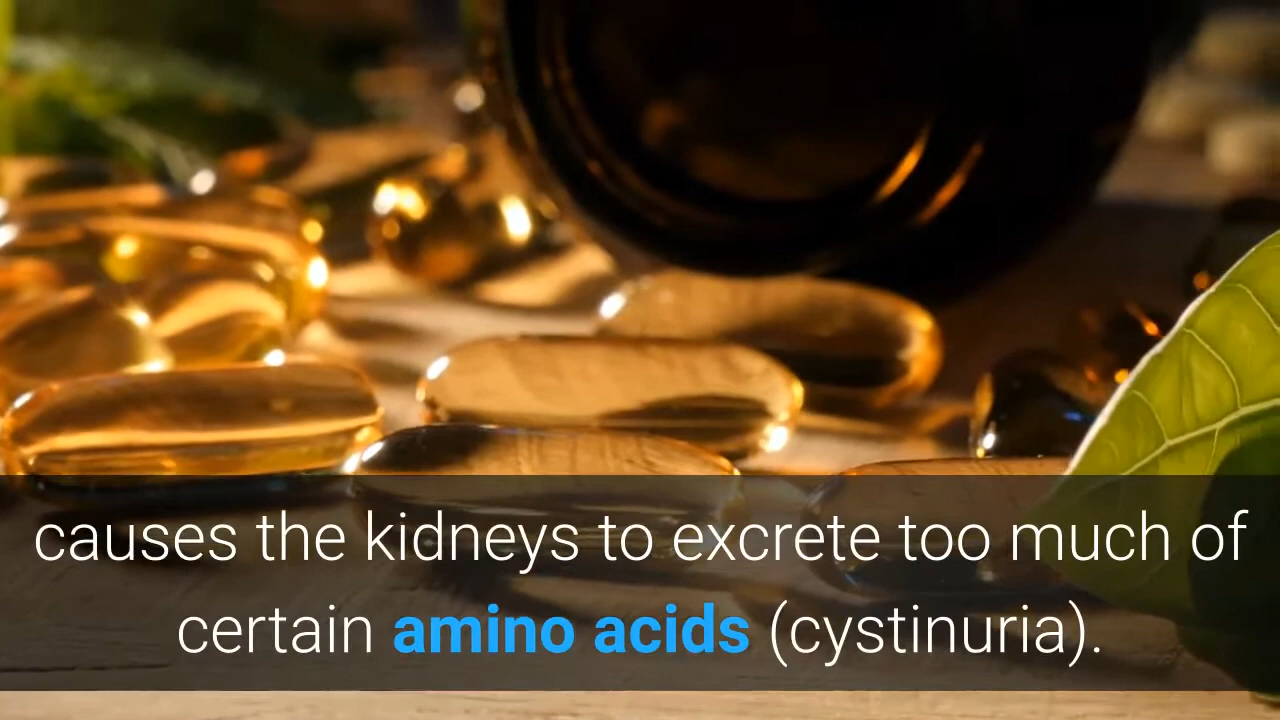 causes the kidneys to excrete too much of
certain amino acids (cystinuria).